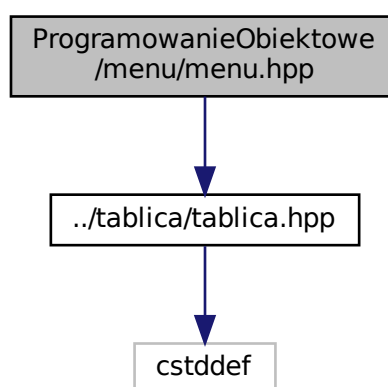 ProgramowanieObiektowe
/menu/menu.hpp
../tablica/tablica.hpp
cstddef